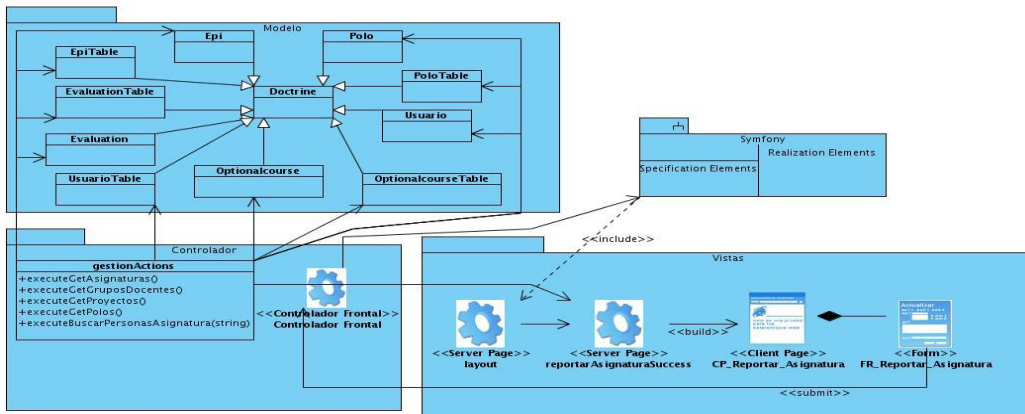 Modelo
Epi
Polo
EpiTable
PoloTable
Doctrine
EvaluationTable
Usuario
Evaluation
UsuarioTable
Optionalcourse
OptionalcourseTable
Symfony
Realization Elements
Specification Elements
<<include>>
Controlador
gestionActions
+executeGetAsignaturas()
+executeGetGruposDocentes()
+executeGetProyectos()
+executeGetPolos()
+executeBuscarPersonasAsignatura(string)
<<Controlador Frontal>>
Controlador Frontal
Vistas
<<Server Page>>
layout
<<Server Page>>
reportarAsignaturaSuccess
<<build>>
<<Client Page>>
CP_Reportar_Asignatura
Actualizar
<<Form>>
FR_Reportar_Asignatura
<<submit>>